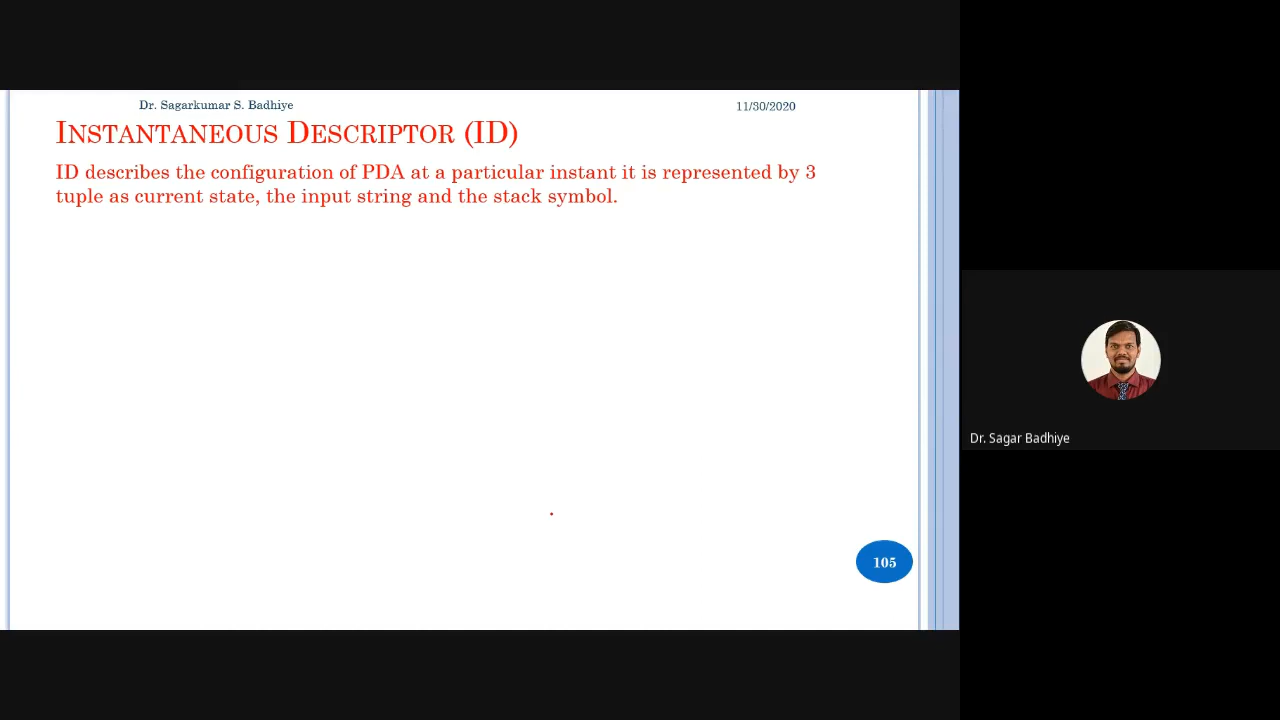 Dr. Sagarkumar S. Badhiye
11/30/2020
INSTANTANEOUS DESCRIPTOR (ID)
ID describes the configuration of PDA at a particular instant it is represented by 3
tuple as current state, the input string and the stack symbol.
Dr. Sagar Badhiye
105